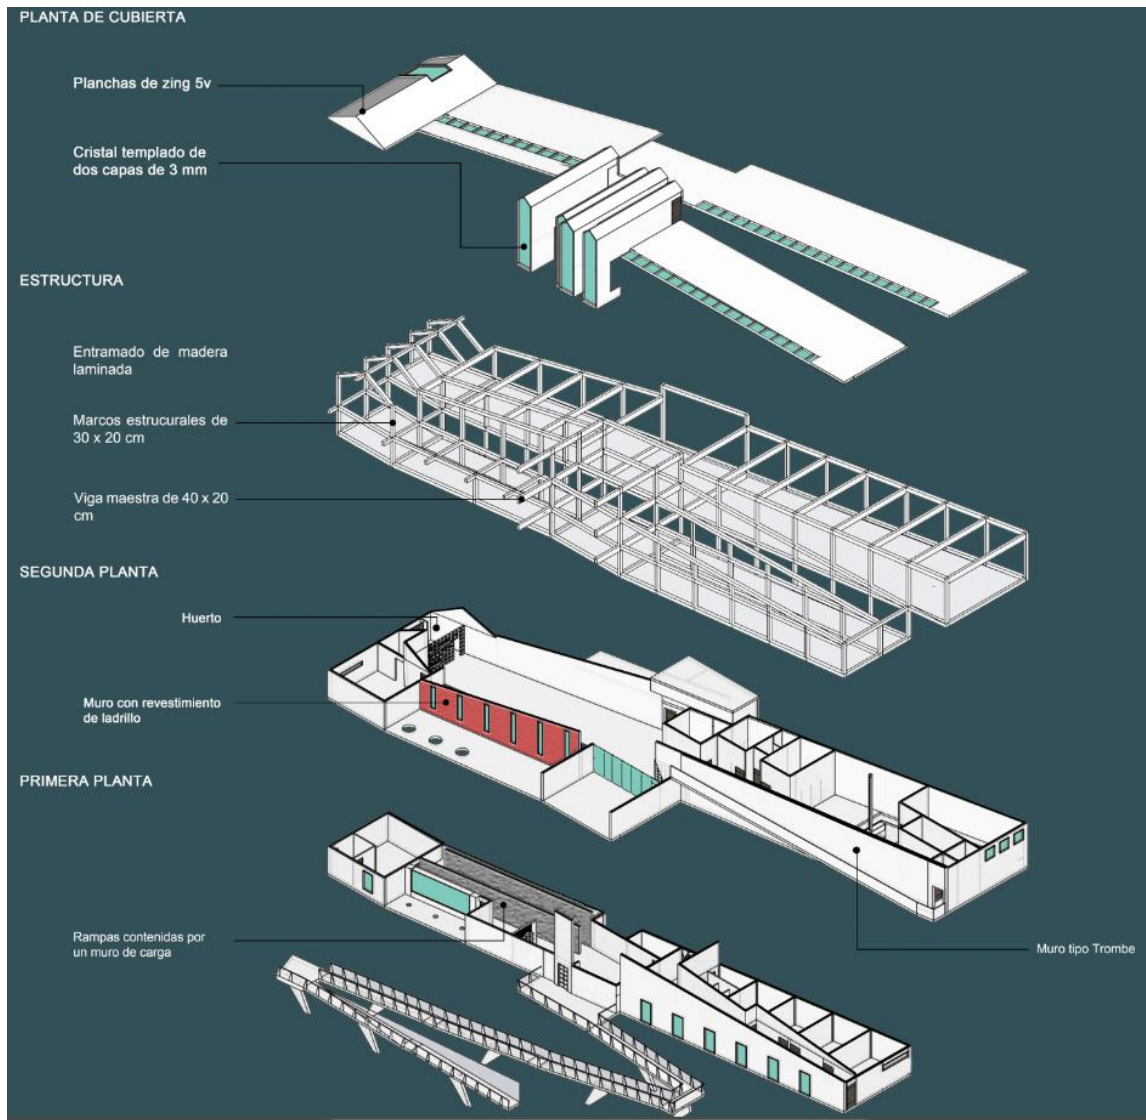 PLANTA DE CUBIERTA
Planchas de zing 5v
Cristal templado de
dos capas de 3 mm
ESTRUCTURA
Entramado de madera
laminada
Marcos estrucurales de
30 x 20 cm
Viga maestra de 40 x 20
cm
SEGUNDA PLANTA
Huerto
Muro con revestimiento
de ladrillo
PRIMERA PLANTA
Rampas contenidas por
un muro de carga
Muro tipo Trombe